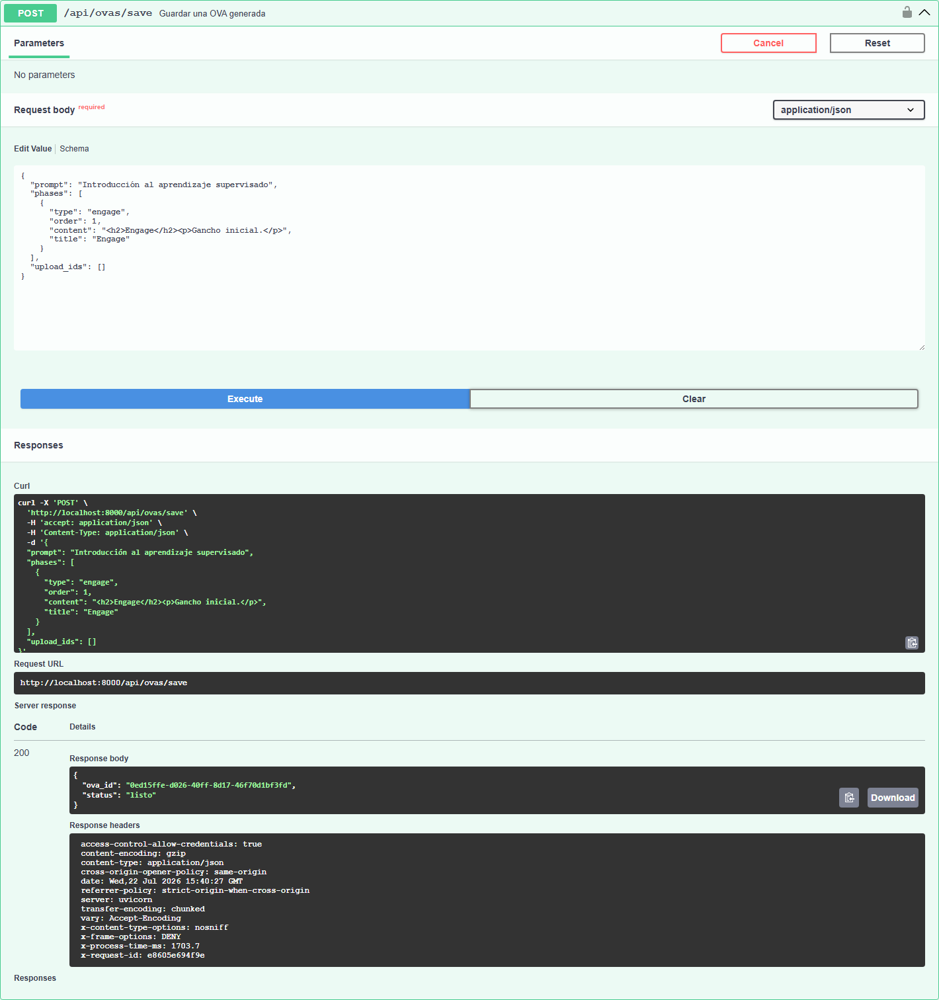 POST /api/ovas/save Guardar una OVA generada
Parameters Cancel Reset
No parameters
Request body required application/json
Edit Value Schema
{
  "prompt": "Introducción al aprendizaje supervisado",
  "phases": [
    {
      "type": "engage",
      "order": 1,
      "content": "<h2>Engage</h2><p>Gancho inicial.</p>",
      "title": "Engage"
    }
  ],
  "upload_ids": []
}
Execute Clear
Responses
Curl
curl -X 'POST' \
  'http://localhost:8000/api/ovas/save' \
  -H 'accept: application/json' \
  -H 'Content-Type: application/json' \
  -d '{
  "prompt": "Introducción al aprendizaje supervisado",
  "phases": [
    {
      "type": "engage",
      "order": 1,
      "content": "<h2>Engage</h2><p>Gancho inicial.</p>",
      "title": "Engage"
    }
  ],
  "upload_ids": []
}'
Request URL
http://localhost:8000/api/ovas/save
Server response
Code Details
200
Response body
{
  "ova_id": "0ed15ffe-d026-40ff-8d17-46f70d1bf3fd",
  "status": "listo"
}
Download
Response headers
access-control-allow-credentials: true
content-encoding: gzip
content-type: application/json
cross-origin-opener-policy: same-origin
date: Wed,22 Jul 2026 15:40:27 GMT
referrer-policy: strict-origin-when-cross-origin
server: uvicorn
transfer-encoding: chunked
vary: Accept-Encoding
x-content-type-options: nosniff
x-frame-options: DENY
x-process-time-ms: 1703.7
x-request-id: e8605e694f9e
Responses